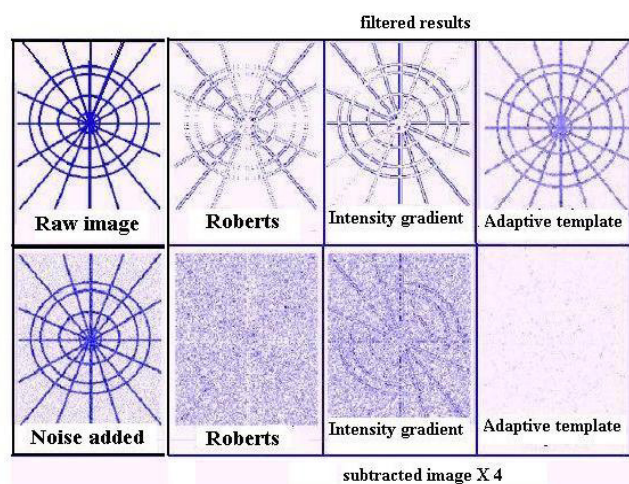 filtered results
Raw image
Roberts
Intensity gradient
Adaptive template
Noise added
Roberts
Intensity gradient
Adaptive template
subtracted image X 4